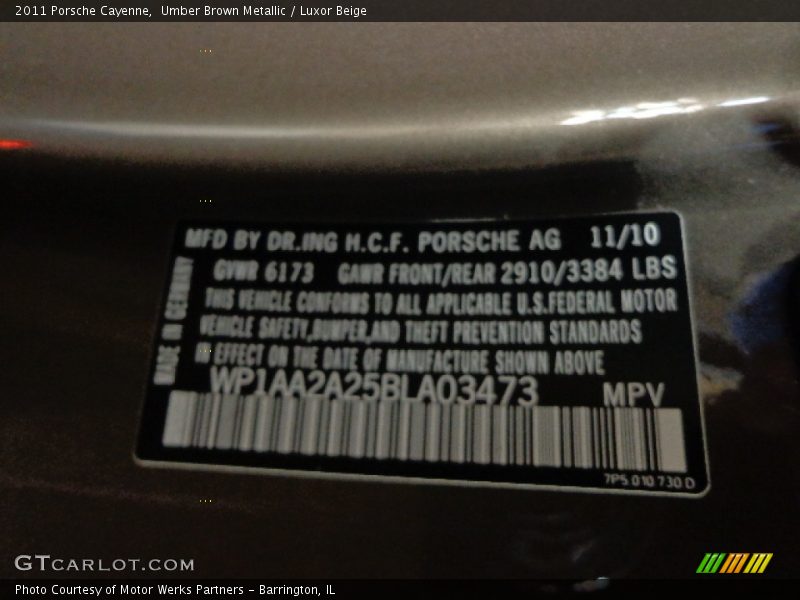 2011 Porsche Cayenne, Umber Brown Metallic / Luxor Beige
MFD BY DR.ING H.C.F. PORSCHE AG 11/10
GVWR 6173 GAWR FRONT/REAR 2910/3384 LBS
THIS VEHICLE CONFORMS TO ALL APPLICABLE U.S.FEDERAL MOTOR
VEHICLE SAFETY,BUMPER,AND THEFT PREVENTION STANDARDS
IN EFFECT ON THE DATE OF MANUFACTURE SHOWN ABOVE
MADE IN GERMANY
WP1AA2A25BLA03473 MPV
7P5.010 730 D
GTCARLOT.COM
Photo Courtesy of Motor Werks Partners - Barrington, IL